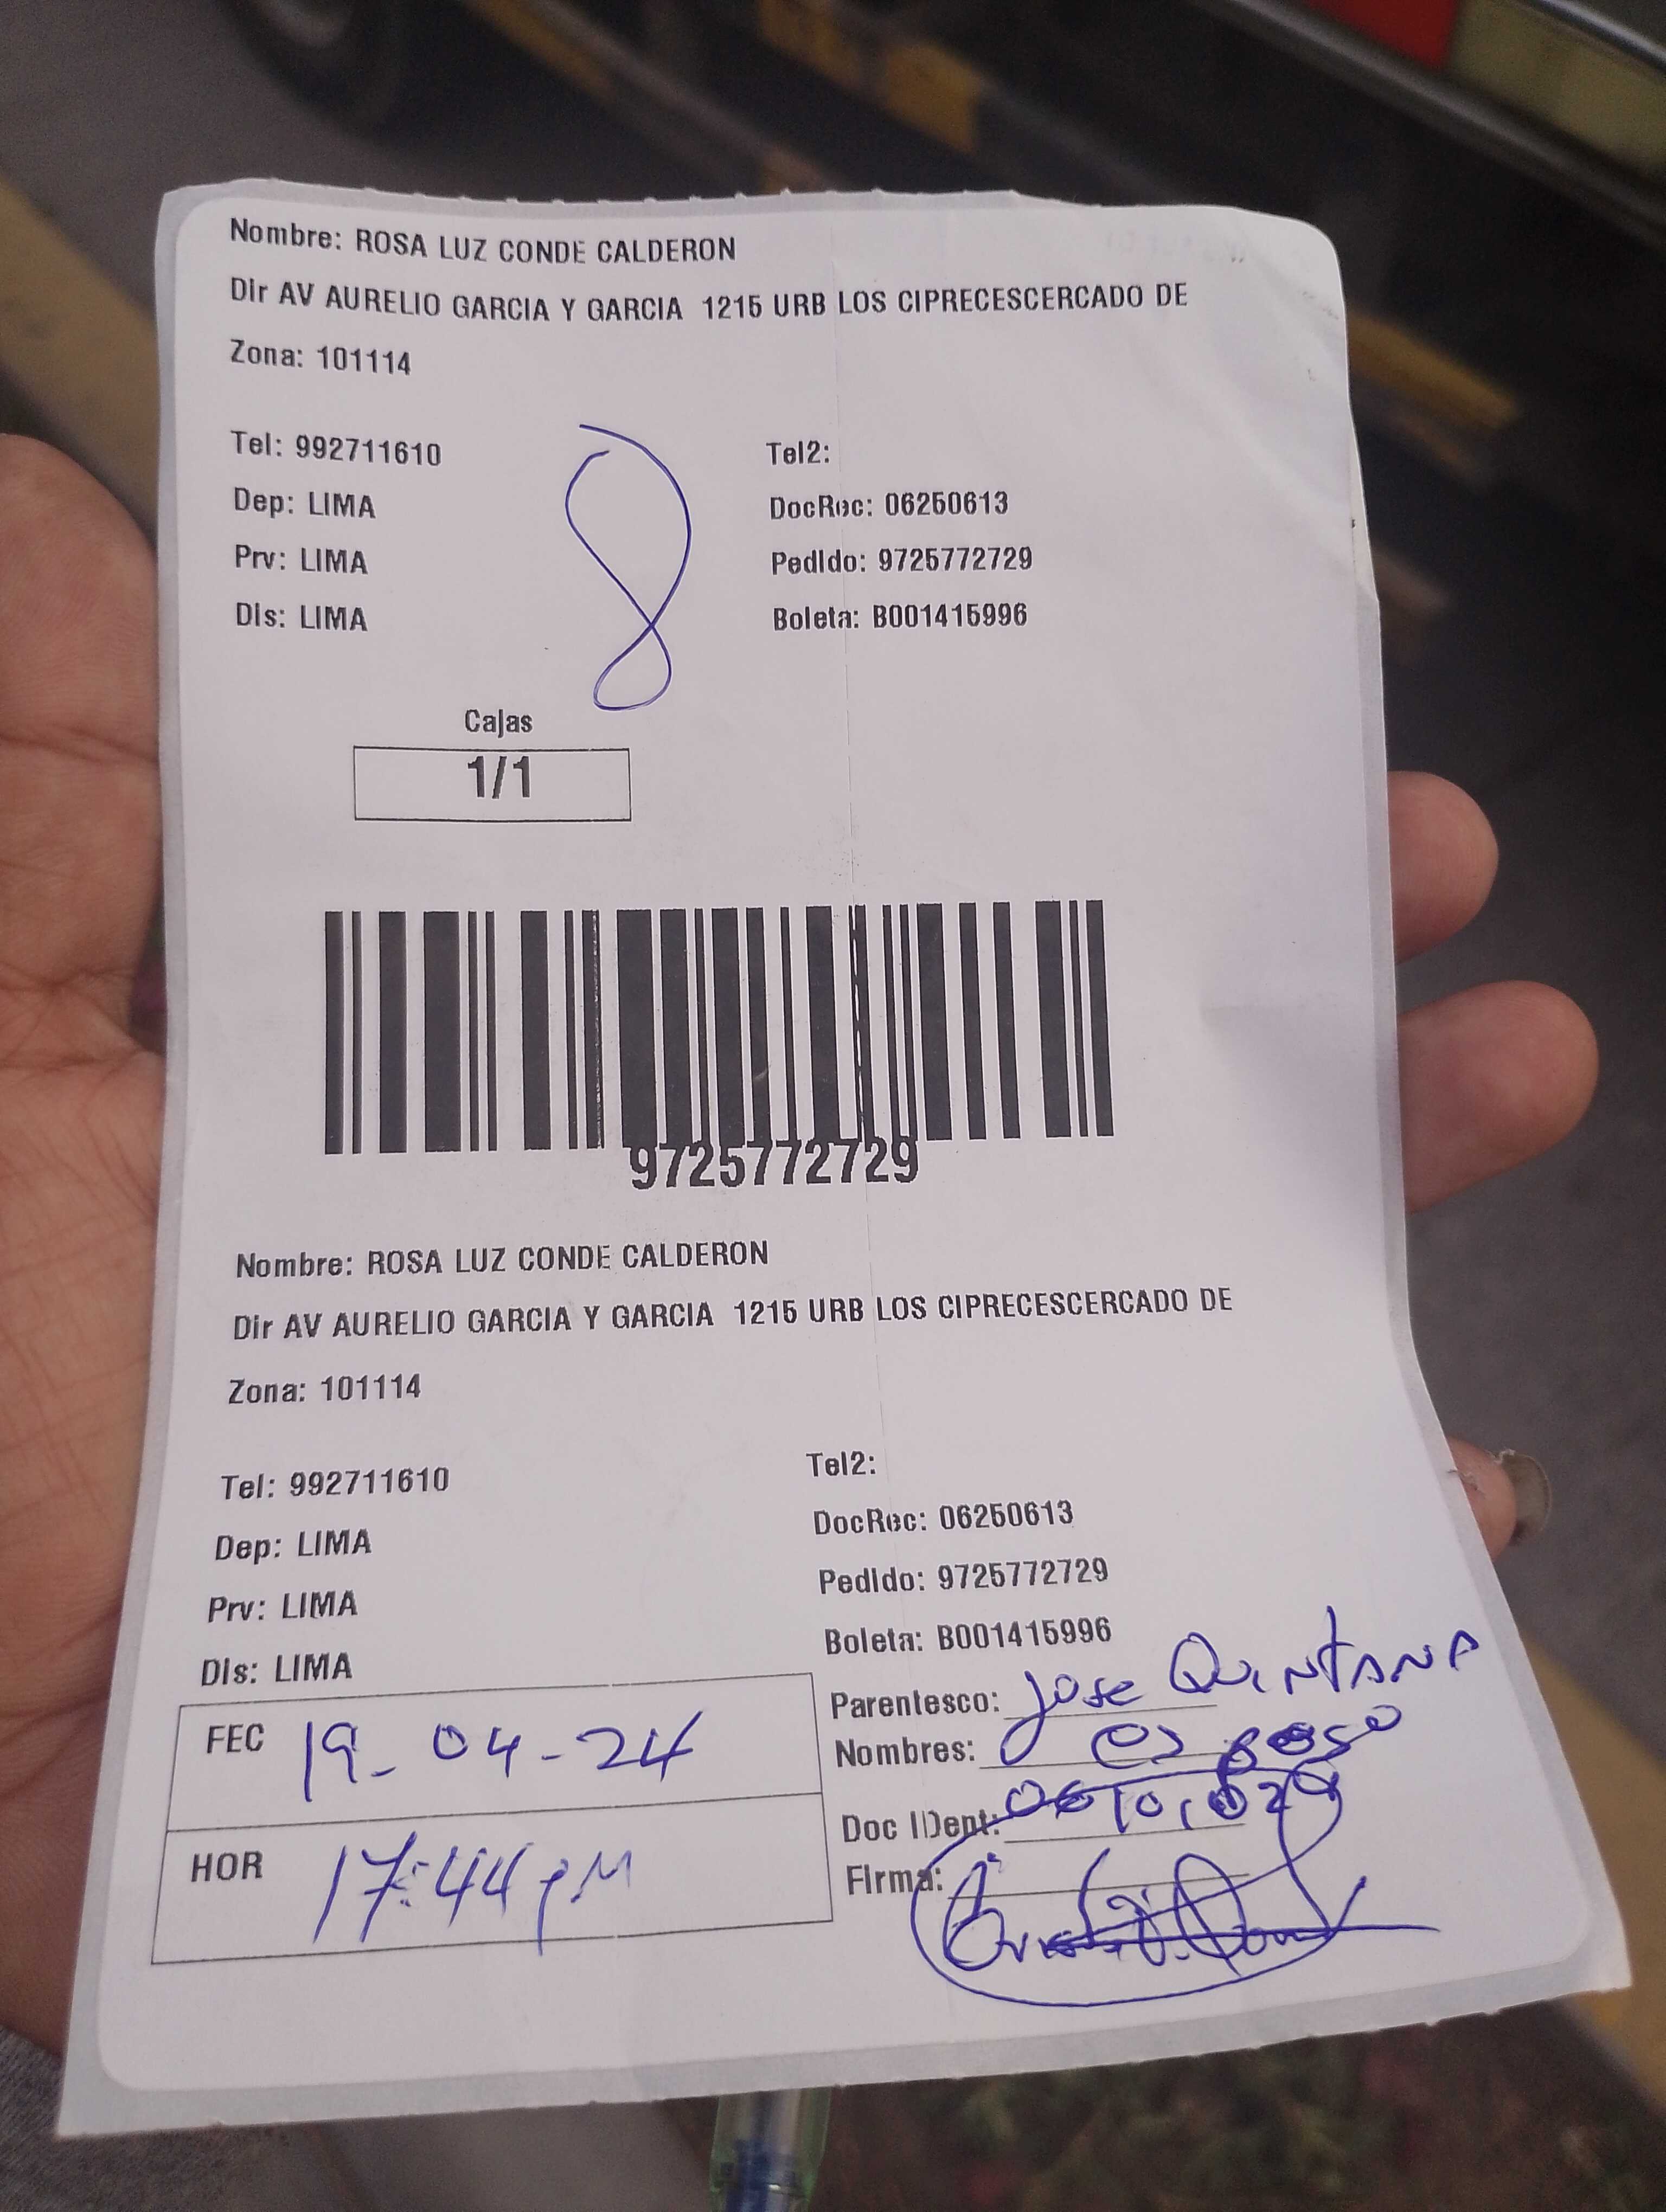 Nombre: ROSA LUZ CONDE CALDERON
Dir AV AURELIO GARCIA Y GARCIA 1215 URB LOS CIPRECESCERCADO DE
Zona: 101114
Tel: 992711610
Tel2:
Dep: LIMA
DocRec: 06250613
Prv: LIMA
Pedido: 9725772729
Dis: LIMA
Boleta: B001415996
8
Cajas
1/1
9725772729
Nombre: ROSA LUZ CONDE CALDERON
Dir AV AURELIO GARCIA Y GARCIA 1215 URB LOS CIPRECESCERCADO DE
Zona: 101114
Tel: 992711610
Tel2:
Dep: LIMA
DocRec: 06250613
Prv: LIMA
Pedido: 9725772729
Dis: LIMA
Boleta: B001415996
FEC 19-04-24
HOR 17:44 pM
Parentesco: Jose QUINTANA
Nombres: esposo
Doc IDent:
Firma: